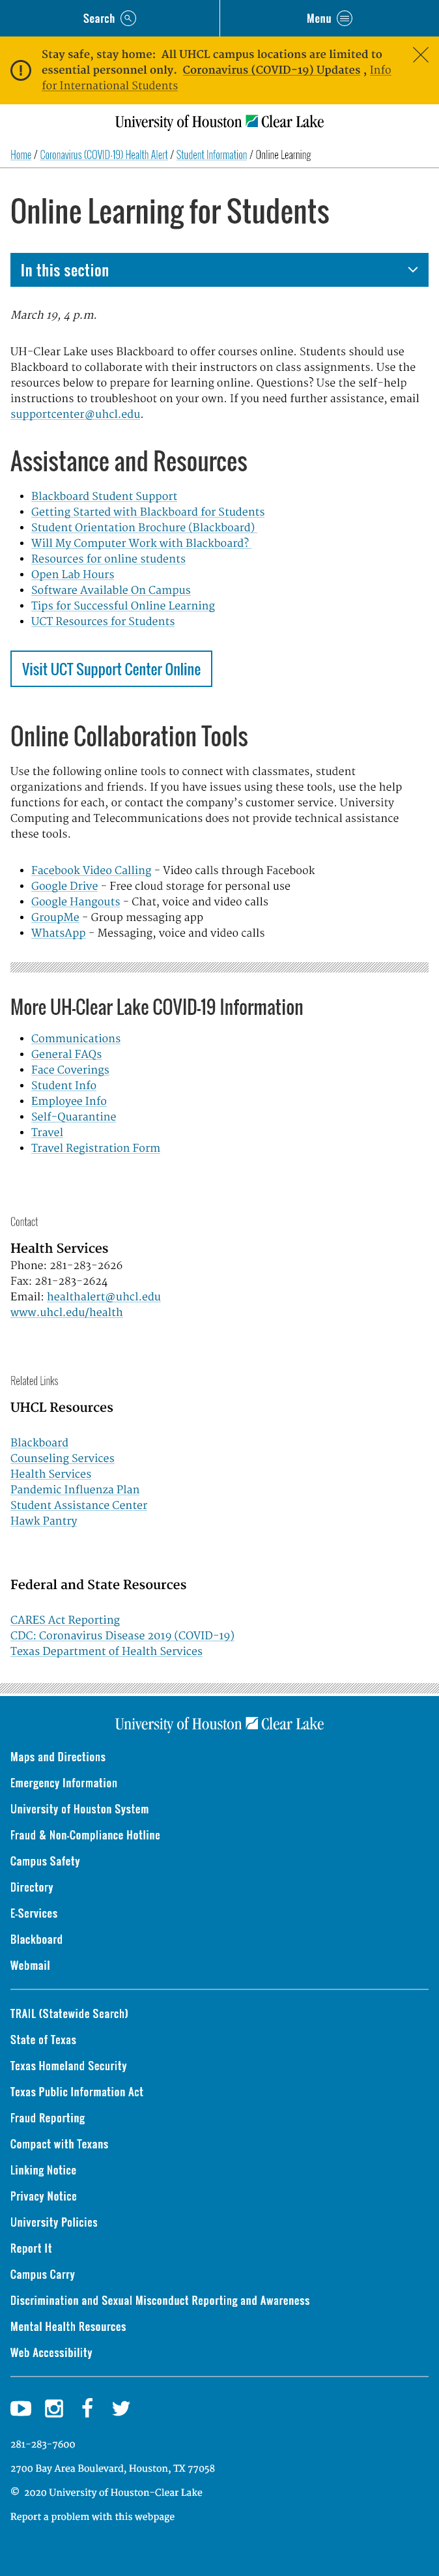 Search
Menu
Stay safe, stay home:  All UHCL campus locations are limited to
essential personnel only.  Coronavirus (COVID-19) Updates , Info
for International Students
University of Houston Clear Lake
Home / Coronavirus (COVID-19) Health Alert / Student Information / Online Learning
Online Learning for Students
In this section
March 19, 4 p.m.
UH-Clear Lake uses Blackboard to offer courses online. Students should use
Blackboard to collaborate with their instructors on class assignments. Use the
resources below to prepare for learning online. Questions? Use the self-help
instructions to troubleshoot on your own. If you need further assistance, email
supportcenter@uhcl.edu.
Assistance and Resources
• Blackboard Student Support
• Getting Started with Blackboard for Students
• Student Orientation Brochure (Blackboard)
• Will My Computer Work with Blackboard?
• Resources for online students
• Open Lab Hours
• Software Available On Campus
• Tips for Successful Online Learning
• UCT Resources for Students
Visit UCT Support Center Online
Online Collaboration Tools
Use the following online tools to connect with classmates, student
organizations and friends. If you have issues using these tools, use the help
functions for each, or contact the company's customer service. University
Computing and Telecommunications does not provide technical assistance
these tools.
• Facebook Video Calling - Video calls through Facebook
• Google Drive - Free cloud storage for personal use
• Google Hangouts - Chat, voice and video calls
• GroupMe - Group messaging app
• WhatsApp - Messaging, voice and video calls
More UH-Clear Lake COVID-19 Information
• Communications
• General FAQs
• Face Coverings
• Student Info
• Employee Info
• Self-Quarantine
• Travel
• Travel Registration Form
Contact
Health Services
Phone: 281-283-2626
Fax: 281-283-2624
Email: healthalert@uhcl.edu
www.uhcl.edu/health
Related Links
UHCL Resources
Blackboard
Counseling Services
Health Services
Pandemic Influenza Plan
Student Assistance Center
Hawk Pantry
Federal and State Resources
CARES Act Reporting
CDC: Coronavirus Disease 2019 (COVID-19)
Texas Department of Health Services
University of Houston Clear Lake
Maps and Directions
Emergency Information
University of Houston System
Fraud & Non-Compliance Hotline
Campus Safety
Directory
E-Services
Blackboard
Webmail
TRAIL (Statewide Search)
State of Texas
Texas Homeland Security
Texas Public Information Act
Fraud Reporting
Compact with Texans
Linking Notice
Privacy Notice
University Policies
Report It
Campus Carry
Discrimination and Sexual Misconduct Reporting and Awareness
Mental Health Resources
Web Accessibility
281-283-7600
2700 Bay Area Boulevard, Houston, TX 77058
© 2020 University of Houston-Clear Lake
Report a problem with this webpage